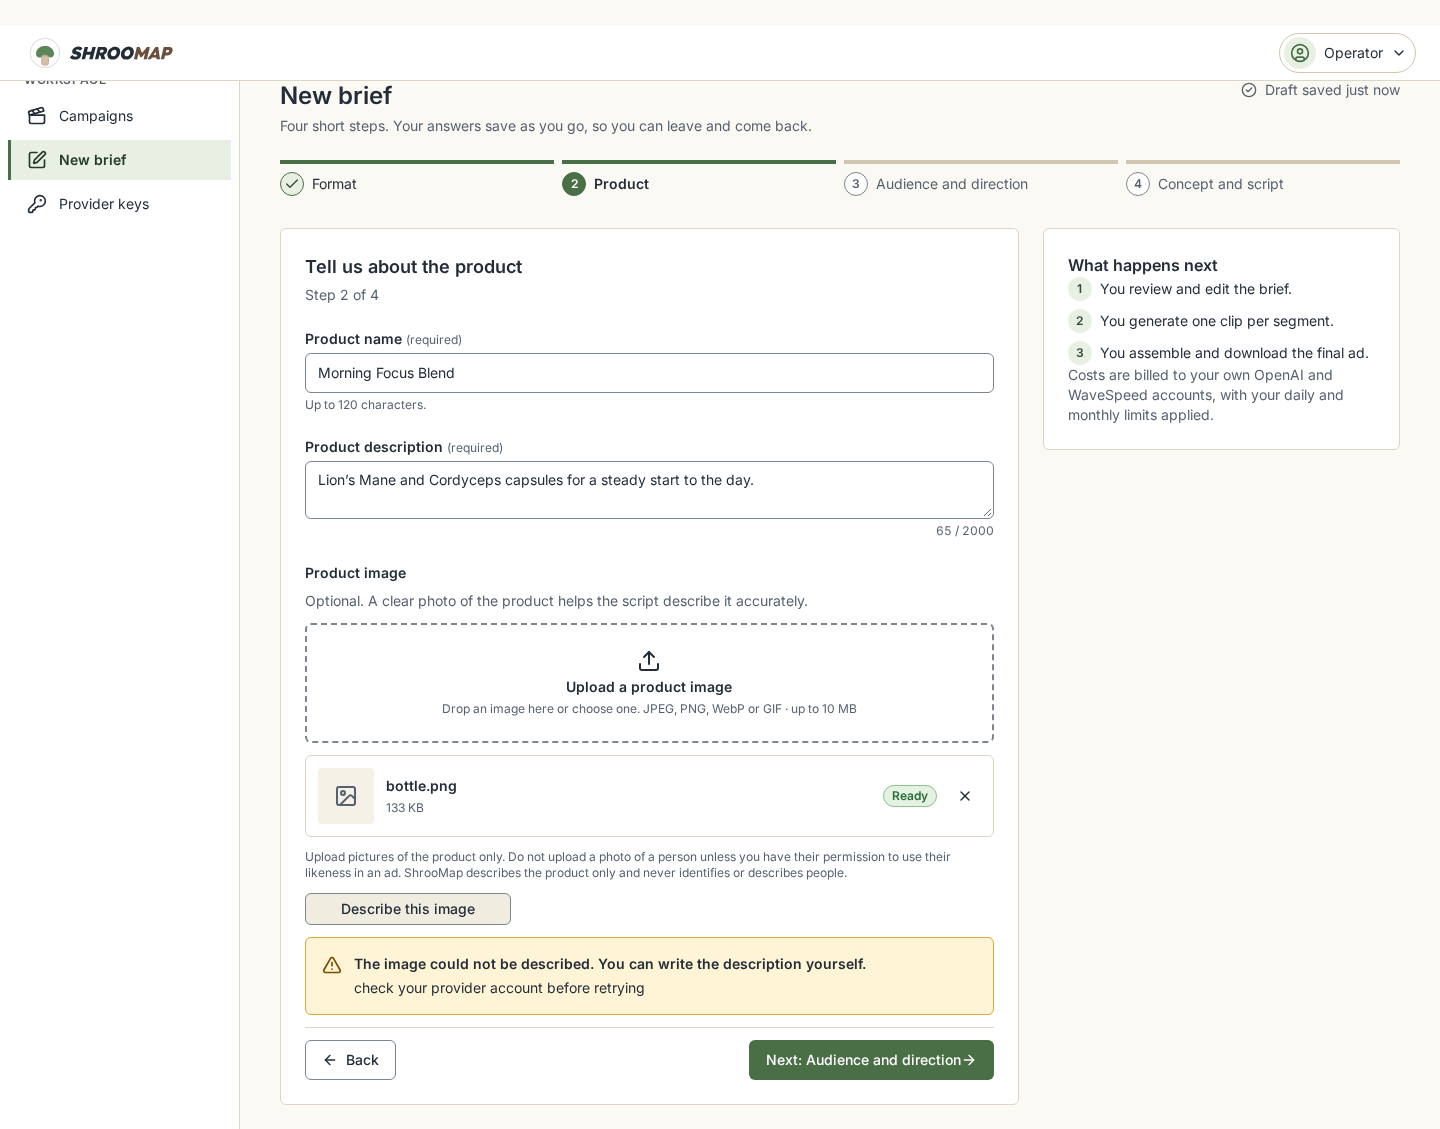 SHROOMAP
Operator
Campaigns
New brief
Provider keys
New brief
Draft saved just now
Four short steps. Your answers save as you go, so you can leave and come back.
Format
2 Product
3 Audience and direction
4 Concept and script
Tell us about the product
Step 2 of 4
Product name (required)
Morning Focus Blend
Up to 120 characters.
Product description (required)
Lion’s Mane and Cordyceps capsules for a steady start to the day.
65 / 2000
Product image
Optional. A clear photo of the product helps the script describe it accurately.
Upload a product image
Drop an image here or choose one. JPEG, PNG, WebP or GIF · up to 10 MB
bottle.png
133 KB
Ready
Upload pictures of the product only. Do not upload a photo of a person unless you have their permission to use their
likeness in an ad. ShrooMap describes the product only and never identifies or describes people.
Describe this image
The image could not be described. You can write the description yourself.
check your provider account before retrying
Back
Next: Audience and direction
What happens next
1 You review and edit the brief.
2 You generate one clip per segment.
3 You assemble and download the final ad.
Costs are billed to your own OpenAI and
WaveSpeed accounts, with your daily and
monthly limits applied.